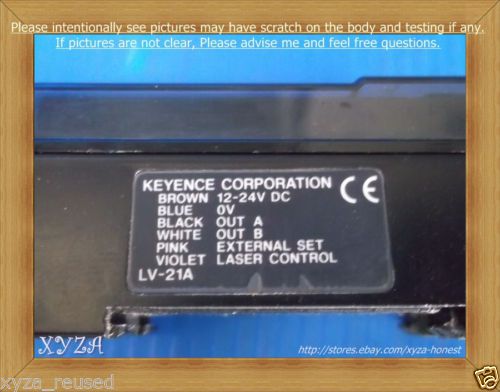 Please intentionally see pictures may have scratch on the body and testing if any.
If pictures are not clear, Please advise me and feel free questions.
KEYENCE CORPORATION CE
BROWN 12-24V DC
BLUE 0V
BLACK OUT A
WHITE OUT B
PINK EXTERNAL SET
VIOLET LASER CONTROL
LV-21A
XYZA
http://stores.ebay.com/xyza-honest
xyza_reused